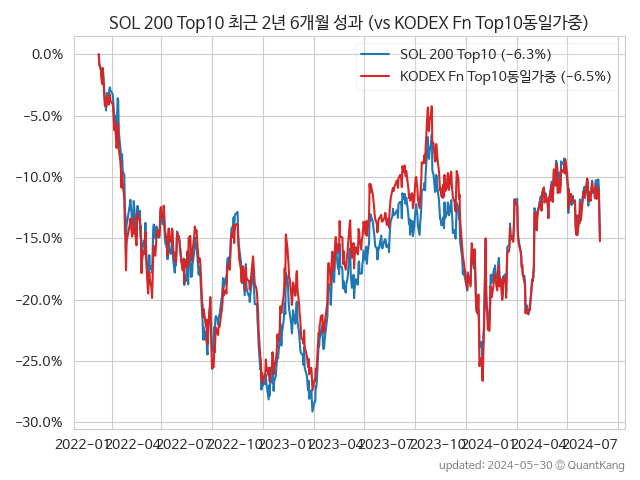 SOL 200 Top10 최근 2년 6개월 성과 (vs KODEX Fn Top10동일가중)
SOL 200 Top10 (−6.3%)
KODEX Fn Top10동일가중 (−6.5%)
0.0%
−5.0%
−10.0%
−15.0%
−20.0%
−25.0%
−30.0%
2022-01 2022-04 2022-07 2022-10 2023-01 2023-04 2023-07 2023-10 2024-01 2024-04 2024-07
updated: 2024-05-30 © QuantKang